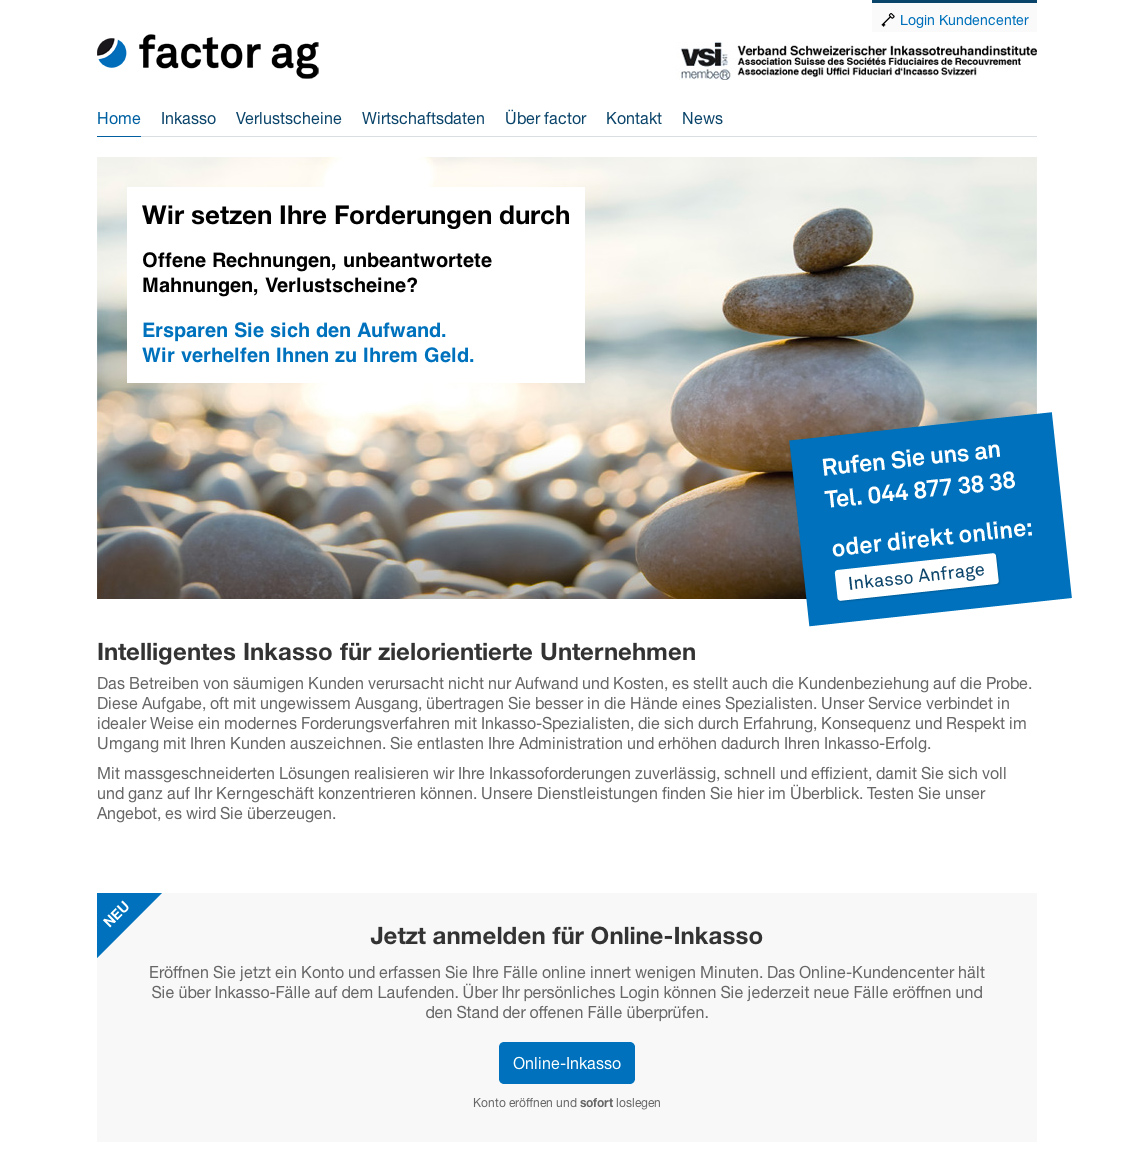 Login Kundencenter
factor ag
vsi
1941
member
Verband Schweizerischer Inkassotreuhandinstitute
Association Suisse des Sociétés Fiduciaires de Recouvrement
Associazione degli Uffici Fiduciari d'Incasso Svizzeri
Home Inkasso Verlustscheine Wirtschaftsdaten Über factor Kontakt News
Wir setzen Ihre Forderungen durch
Offene Rechnungen, unbeantwortete
Mahnungen, Verlustscheine?
Ersparen Sie sich den Aufwand.
Wir verhelfen Ihnen zu Ihrem Geld.
Rufen Sie uns an
Tel. 044 877 38 38
oder direkt online:
Inkasso Anfrage
Intelligentes Inkasso für zielorientierte Unternehmen
Das Betreiben von säumigen Kunden verursacht nicht nur Aufwand und Kosten, es stellt auch die Kundenbeziehung auf die Probe.
Diese Aufgabe, oft mit ungewissem Ausgang, übertragen Sie besser in die Hände eines Spezialisten. Unser Service verbindet in
idealer Weise ein modernes Forderungsverfahren mit Inkasso-Spezialisten, die sich durch Erfahrung, Konsequenz und Respekt im
Umgang mit Ihren Kunden auszeichnen. Sie entlasten Ihre Administration und erhöhen dadurch Ihren Inkasso-Erfolg.
Mit massgeschneiderten Lösungen realisieren wir Ihre Inkassoforderungen zuverlässig, schnell und effizient, damit Sie sich voll
und ganz auf Ihr Kerngeschäft konzentrieren können. Unsere Dienstleistungen finden Sie hier im Überblick. Testen Sie unser
Angebot, es wird Sie überzeugen.
NEU
Jetzt anmelden für Online-Inkasso
Eröffnen Sie jetzt ein Konto und erfassen Sie Ihre Fälle online innert wenigen Minuten. Das Online-Kundencenter hält
Sie über Inkasso-Fälle auf dem Laufenden. Über Ihr persönliches Login können Sie jederzeit neue Fälle eröffnen und
den Stand der offenen Fälle überprüfen.
Online-Inkasso
Konto eröffnen und sofort loslegen